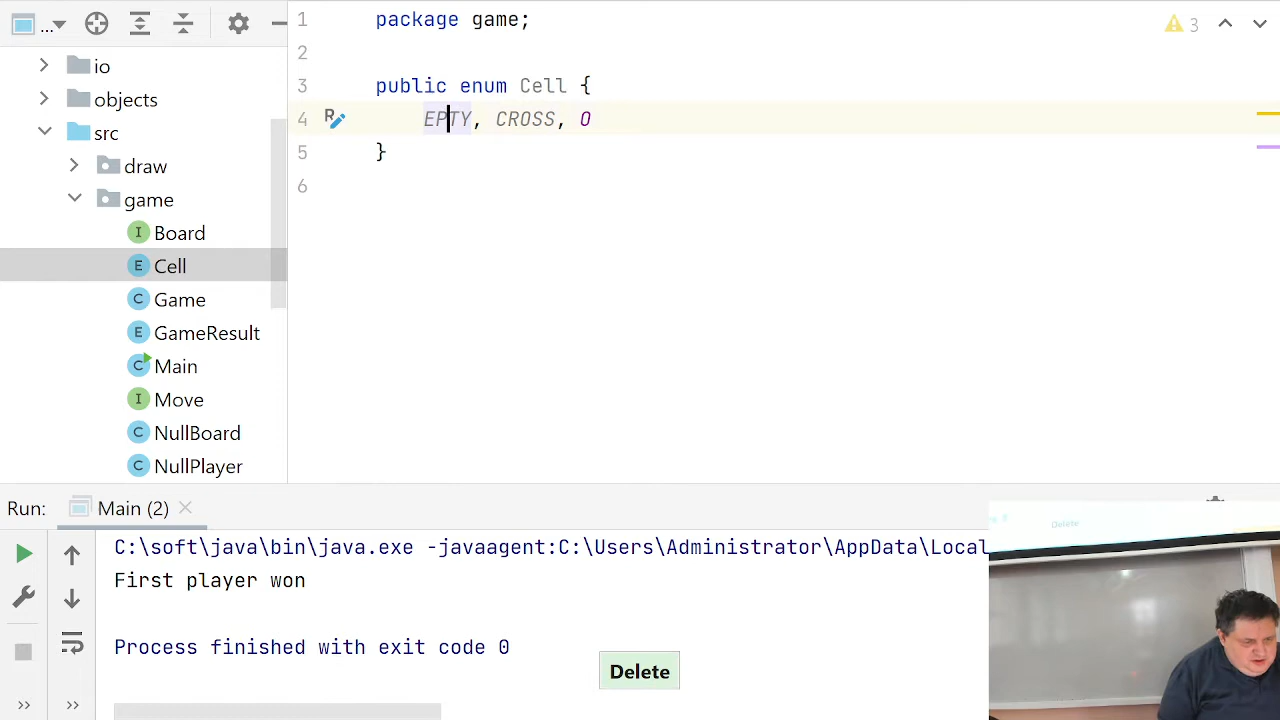 ...
1 package game;
3
2
io
3 public enum Cell {
objects
4 EPTY, CROSS, O
src
5 }
draw
6
game
Board
Cell
Game
GameResult
Main
Move
NullBoard
NullPlayer
Run: Main (2)
C:\soft\java\bin\java.exe -javaagent:C:\Users\Administrator\AppData\Local
First player won
Process finished with exit code 0
Delete
Delete